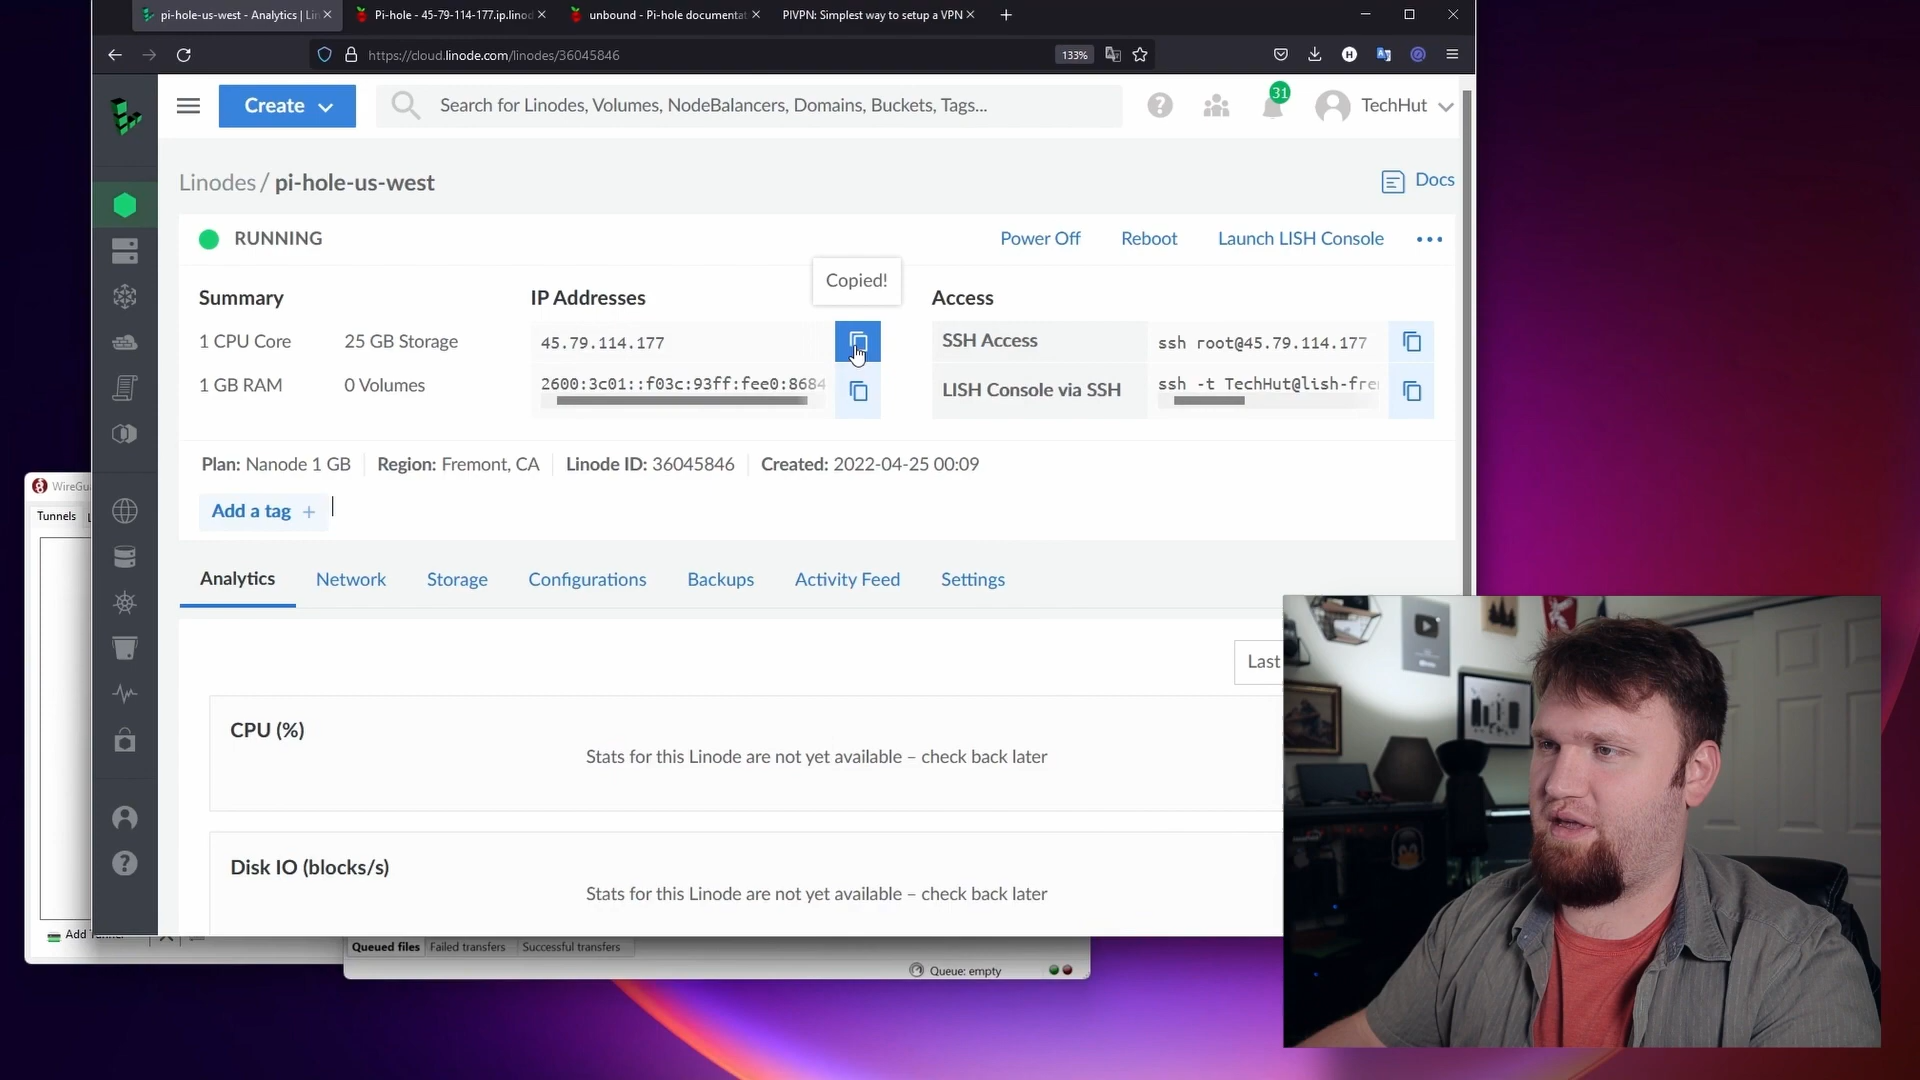 pi-hole-us-west - Analytics | Lin
Pi-hole - 45-79-114-177.ip.linod
unbound - Pi-hole documentat
PIVPN: Simplest way to setup a VPN
https://cloud.linode.com/linodes/36045846
133%
Create
Search for Linodes, Volumes, NodeBalancers, Domains, Buckets, Tags...
31
TechHut
Linodes / pi-hole-us-west
Docs
RUNNING
Power Off
Reboot
Launch LISH Console
Copied!
Summary
IP Addresses
Access
1 CPU Core
25 GB Storage
45.79.114.177
SSH Access
ssh root@45.79.114.177
1 GB RAM
0 Volumes
2600:3c01::f03c:93ff:fee0:8684
LISH Console via SSH
ssh -t TechHut@lish-fre
Plan: Nanode 1 GB
Region: Fremont, CA
Linode ID: 36045846
Created: 2022-04-25 00:09
Add a tag +
WireGu
Tunnels
Analytics
Network
Storage
Configurations
Backups
Activity Feed
Settings
Last
CPU (%)
Stats for this Linode are not yet available – check back later
Disk IO (blocks/s)
Stats for this Linode are not yet available – check back later
Add
Queued files
Failed transfers
Successful transfers
Queue: empty